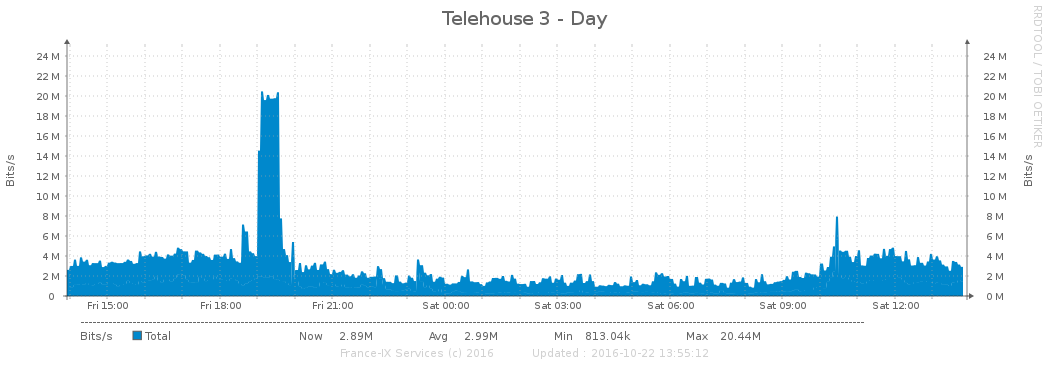 Telehouse 3 - Day
RRDTOOL / TOBI OETIKER
Bits/s
24 M 24 M
22 M 22 M
20 M 20 M
18 M 18 M
16 M 16 M
14 M 14 M
12 M 12 M
10 M 10 M
8 M 8 M
6 M 6 M
4 M 4 M
2 M 2 M
0 0 M
Bits/s
Fri 15:00 Fri 18:00 Fri 21:00 Sat 00:00 Sat 03:00 Sat 06:00 Sat 09:00 Sat 12:00
Bits/s Total Now 2.89M Avg 2.99M Min 813.04k Max 20.44M
France-IX Services (c) 2016 Updated : 2016-10-22 13:55:12